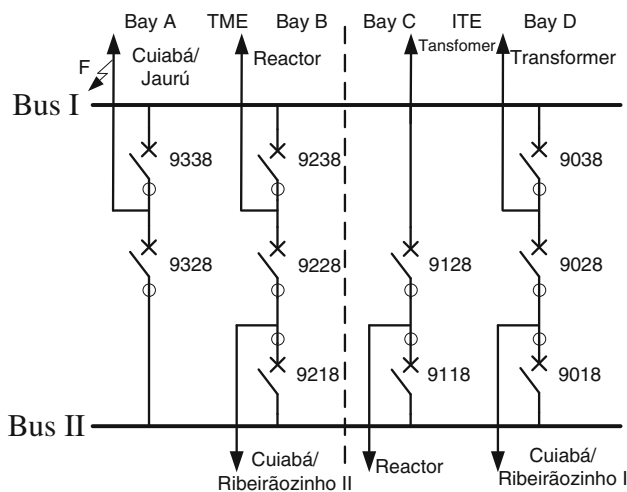 Bay A TME Bay B Bay C ITE Bay D
Cuiabá/ Reactor Tansfomer Transformer
F Jaurú
Bus I
9338 9238 9038
9328 9228 9128 9028
9218 9118 9018
Bus II
Cuiabá/ Reactor Cuiabá/
Ribeirãozinho II Ribeirãozinho I